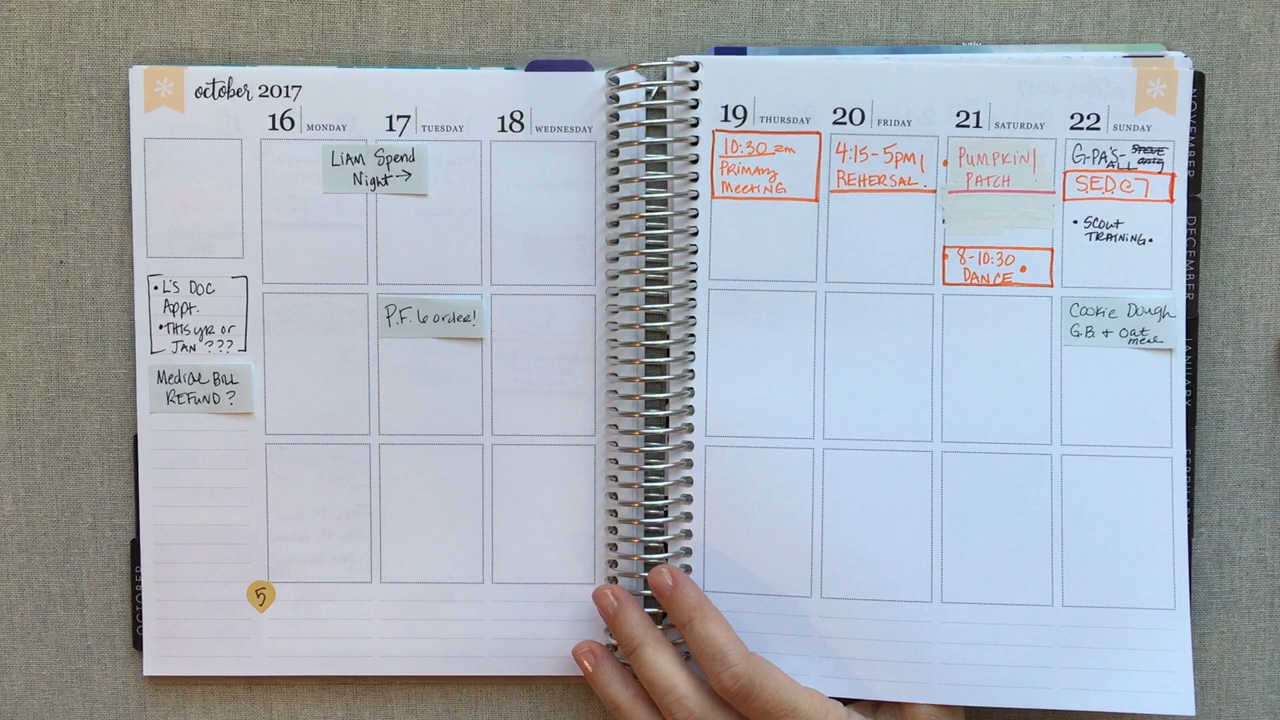 october 2017
16 MONDAY
17 TUESDAY
18 WEDNESDAY
19 THURSDAY
20 FRIDAY
21 SATURDAY
22 SUNDAY
LiAM Spend
Night→
10:30 am
PRIMARY
MEETING
4:15-5pm
REHERSAL.
PUMPKIN
PATCH
8-10:30
DANCE
G-PA'S-
ALL
SEDC7
• SCOUT
TRAINING.
• L'S DOC
Appt.
• THIS yR or
JAN ???
Medical BILL
REFUND?
P.F. 6 order!
Cookie Dough
G.B. + Oat
meal
5
OCTOBER
NOVEMBER
DECEMBER
JANUARY
FEBRUARY